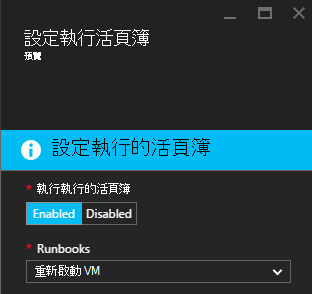 設定執行活頁簿
預覽
設定執行的活頁簿
* 執行執行的活頁簿
Enabled Disabled
* Runbooks
重新啟動 VM